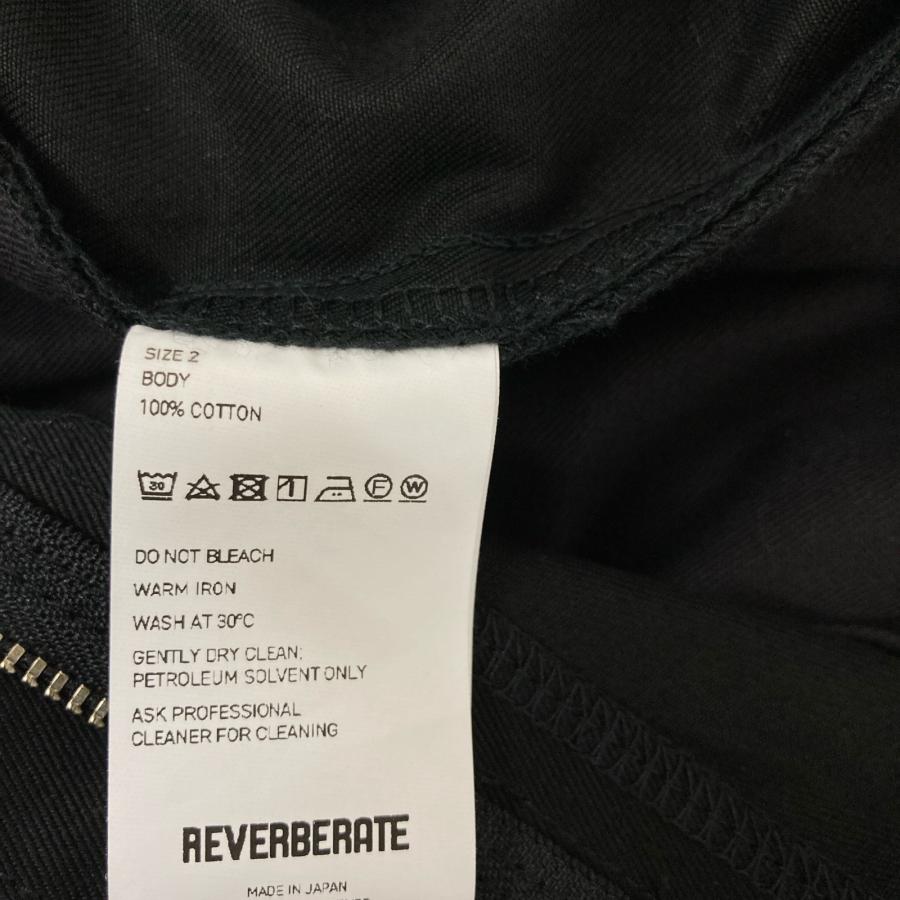 SIZE 2
BODY
100% COTTON
30 F W
DO NOT BLEACH
WARM IRON
WASH AT 30°C
GENTLY DRY CLEAN:
PETROLEUM SOLVENT ONLY
ASK PROFESSIONAL
CLEANER FOR CLEANING
REVERBERATE
MADE IN JAPAN